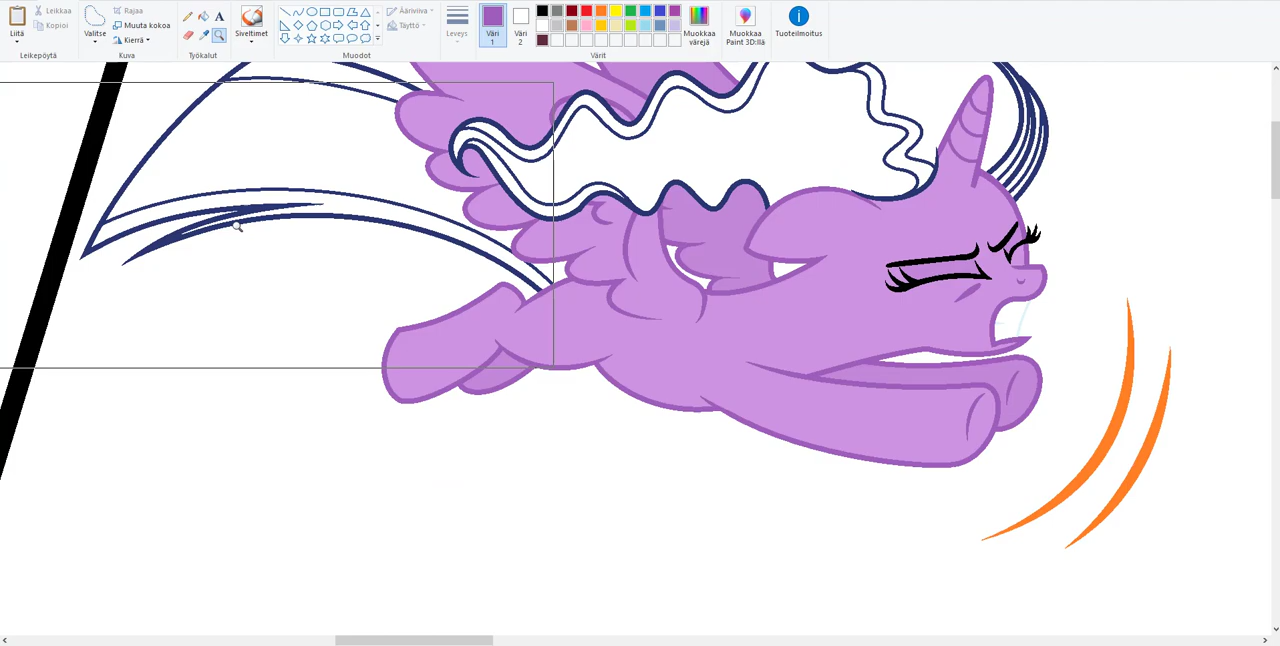 Liitä
Leikkaa
Kopioi
Leikepöytä
Valitse
Rajaa
Muuta kokoa
Kierrä
Kuva
A
Työkalut
Siveltimet
Muodot
Ääriviiva
Täyttö
Leveys
Väri 1
Väri 2
Värit
Muokkaa värejä
Muokkaa Paint 3D:llä
Tuoteilmoitus